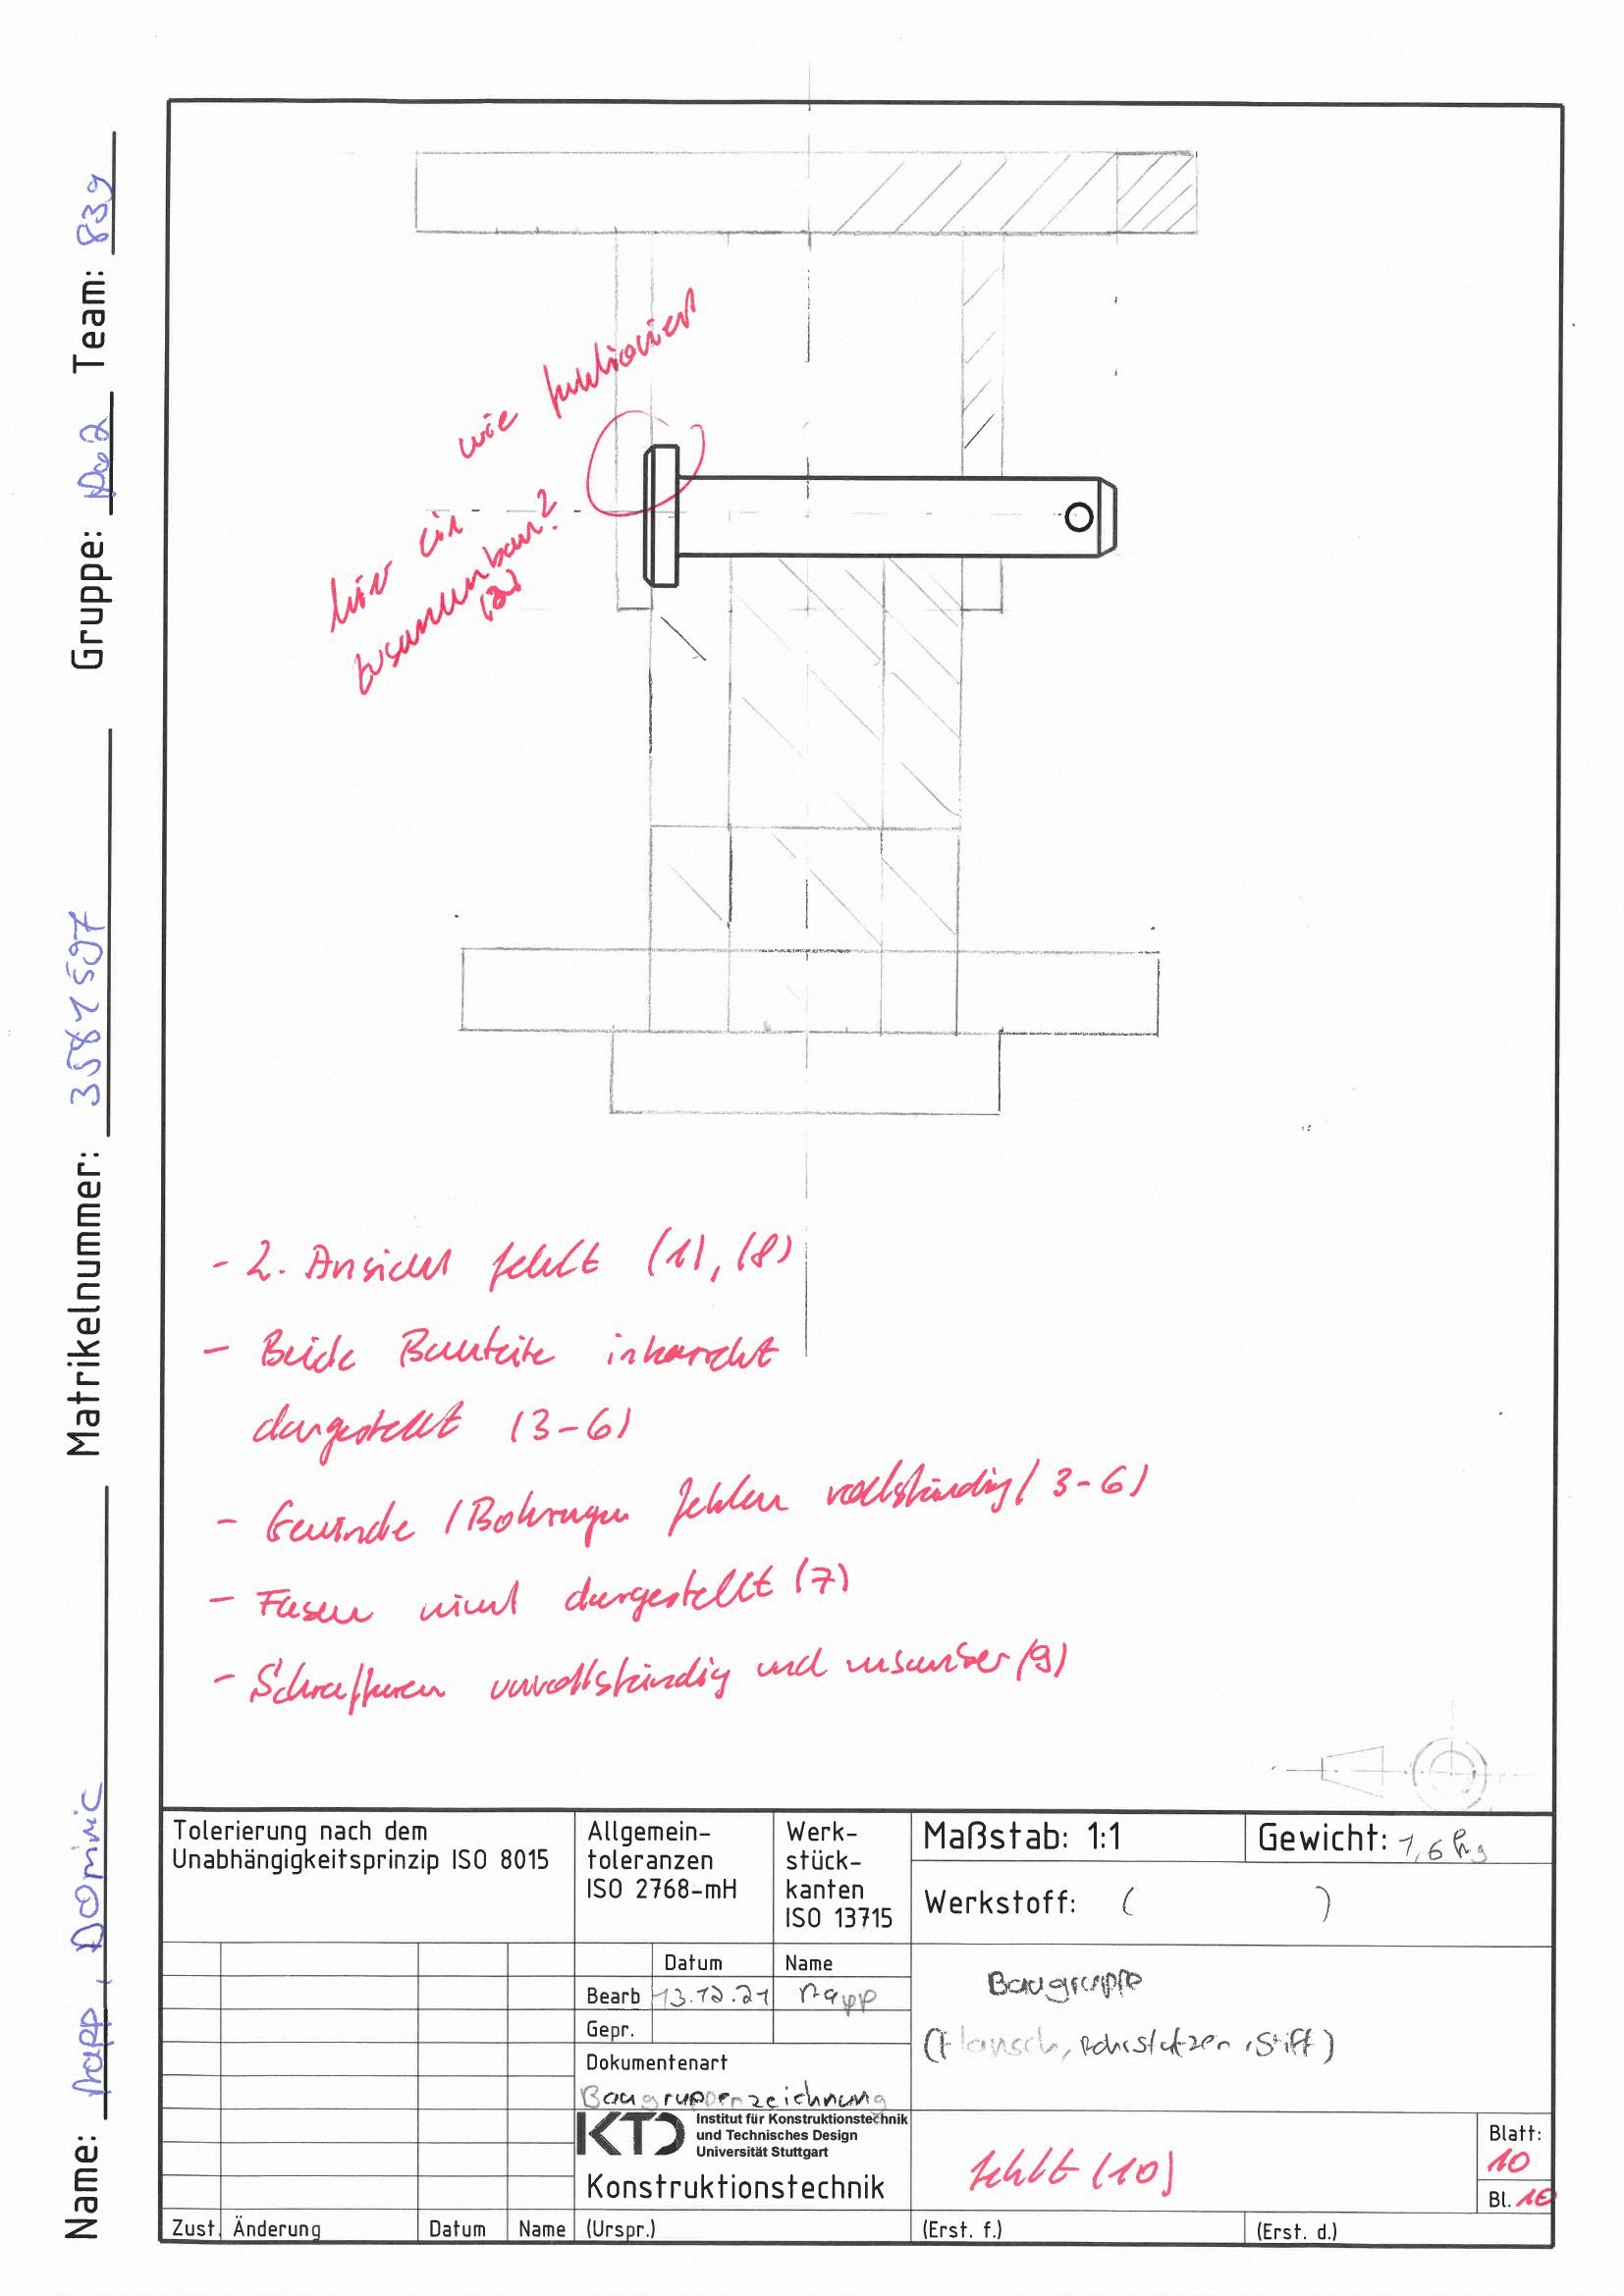 Name: Rapp, Dominic Matrikelnummer: 3581597 Gruppe: Do2 Team: 839
wie funktioniert
hier ein
zusammenbau?
(2)
- 2. Ansicht fehlt (1), (8)
- Beide Bauteile inkorrekt
dargestellt (3-6)
- Gewinde / Bohrungen fehlen vollständig (3-6)
- Fasen nicht dargestellt (7)
- Schraffuren unvollständig und unsauber (9)
Tolerierung nach dem
Unabhängigkeitsprinzip ISO 8015
Allgemein-
toleranzen
ISO 2768-mH
Werk-
stück-
kanten
ISO 13715
Maßstab: 1:1
Gewicht: 1,6 kg
Werkstoff: ( )
Datum Name
Bearb 13.12.21 Rapp
Gepr.
Dokumentenart
Baugruppenzeichnung
Baugruppe
(Flansch, Rohrstutzen, Stift)
KTD Institut für Konstruktionstechnik
und Technisches Design
Universität Stuttgart
Konstruktionstechnik
fehlt (10)
Blatt:
10
Bl. 10
Zust. Änderung Datum Name (Urspr.) (Erst. f.) (Erst. d.)